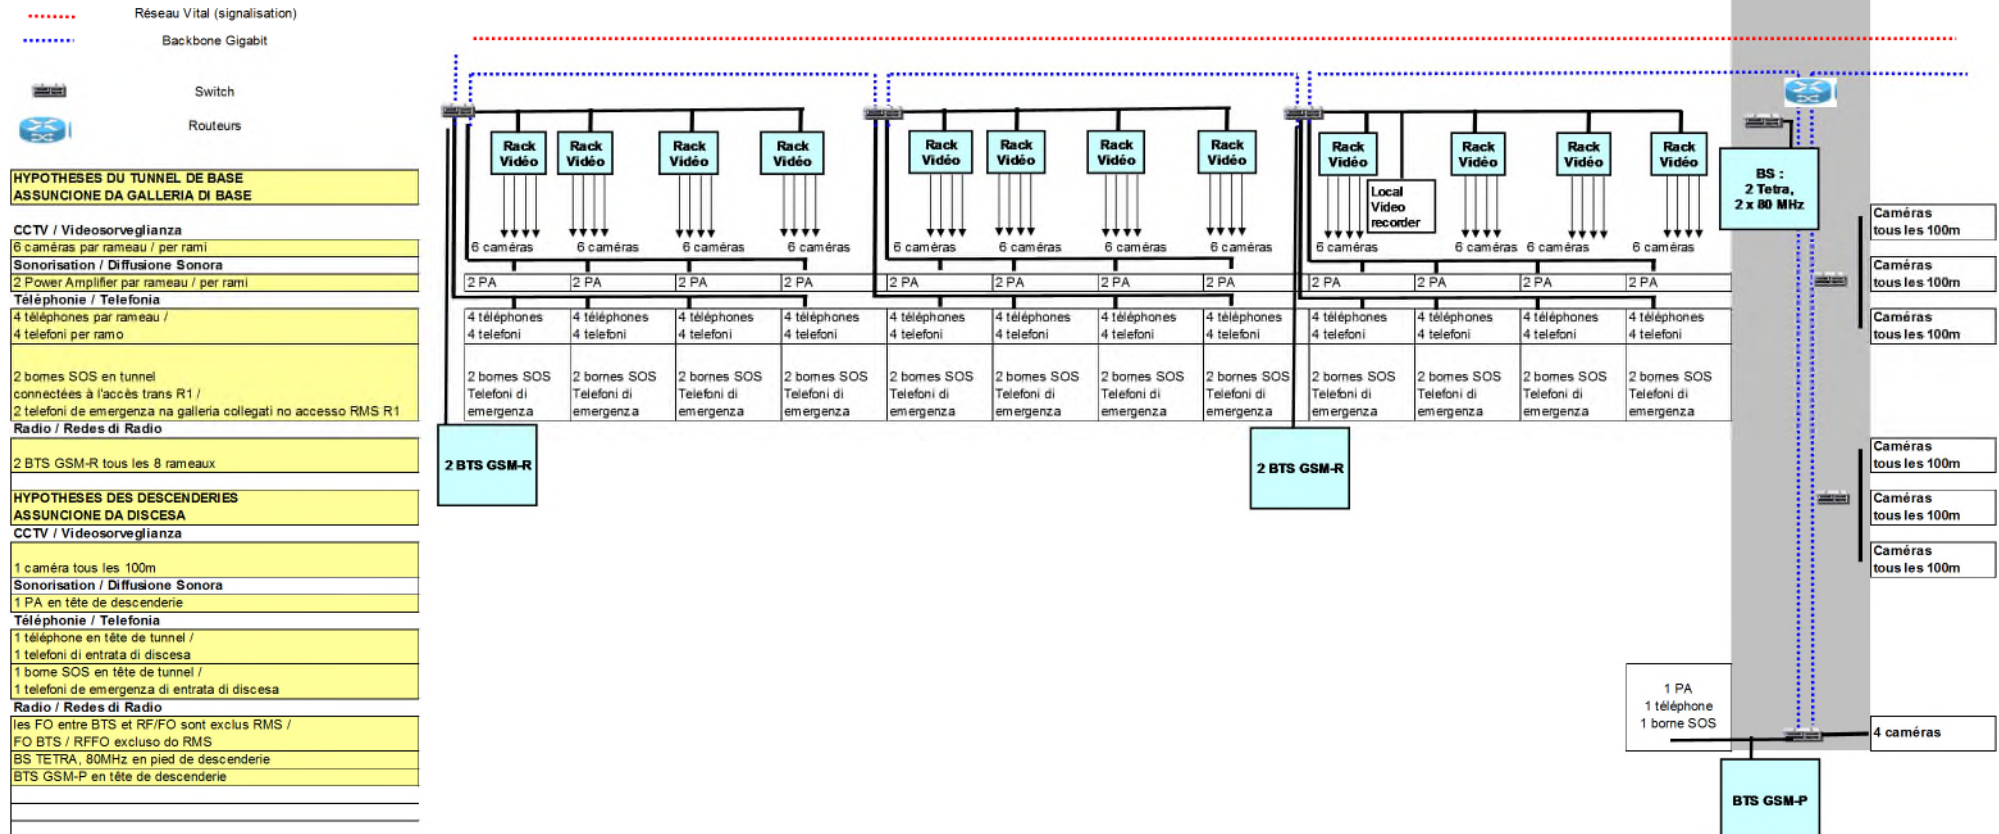 Réseau Vital (signalisation)
Backbone Gigabit
Switch
Routeurs
HYPOTHESES DU TUNNEL DE BASE
ASSUNCIONE DA GALLERIA DI BASE
CCTV / Videosorveglianza
6 caméras par rameau / per rami
Sonorisation / Diffusione Sonora
2 Power Amplifier par rameau / per rami
Téléphonie / Telefonia
4 téléphones par rameau /
4 telefoni per ramo
2 bornes SOS en tunnel
connectées à l'accès trans R1 /
2 telefoni de emergenza na galleria collegati no accesso RMS R1
Radio / Redes di Radio
2 BTS GSM-R tous les 8 rameaux
HYPOTHESES DES DESCENDERIES
ASSUNCIONE DA DISCESA
CCTV / Videosorveglianza
1 caméra tous les 100m
Sonorisation / Diffusione Sonora
1 PA en tête de descenderie
Téléphonie / Telefonia
1 téléphone en tête de tunnel /
1 telefoni di entrata di discesa
1 borne SOS en tête de tunnel /
1 telefoni de emergenza di entrata di discesa
Radio / Redes di Radio
les FO entre BTS et RF/FO sont exclus RMS /
FO BTS / RFFO excluso do RMS
BS TETRA, 80MHz en pied de descenderie
BTS GSM-P en tête de descenderie
Rack Vidéo
Rack Vidéo
Rack Vidéo
Rack Vidéo
Rack Vidéo
Rack Vidéo
Rack Vidéo
Rack Vidéo
Rack Vidéo
Rack Vidéo
Rack Vidéo
Rack Vidéo
Local
Video
recorder
6 caméras
6 caméras
6 caméras
6 caméras
6 caméras
6 caméras
6 caméras
6 caméras
6 caméras
6 caméras
6 caméras
6 caméras
2 PA
2 PA
2 PA
2 PA
2 PA
2 PA
2 PA
2 PA
2 PA
2 PA
2 PA
2 PA
4 téléphones
4 telefoni
4 téléphones
4 telefoni
4 téléphones
4 telefoni
4 téléphones
4 telefoni
4 téléphones
4 telefoni
4 téléphones
4 telefoni
4 téléphones
4 telefoni
4 téléphones
4 telefoni
4 téléphones
4 telefoni
4 téléphones
4 telefoni
4 téléphones
4 telefoni
4 téléphones
4 telefoni
2 bornes SOS
Telefoni di
emergenza
2 bornes SOS
Telefoni di
emergenza
2 bornes SOS
Telefoni di
emergenza
2 bornes SOS
Telefoni di
emergenza
2 bornes SOS
Telefoni di
emergenza
2 bornes SOS
Telefoni di
emergenza
2 bornes SOS
Telefoni di
emergenza
2 bornes SOS
Telefoni di
emergenza
2 bornes SOS
Telefoni di
emergenza
2 bornes SOS
Telefoni di
emergenza
2 bornes SOS
Telefoni di
emergenza
2 bornes SOS
Telefoni di
emergenza
2 BTS GSM-R
2 BTS GSM-R
BS :
2 Tetra,
2 x 80 MHz
Caméras
tous les 100m
Caméras
tous les 100m
Caméras
tous les 100m
Caméras
tous les 100m
Caméras
tous les 100m
Caméras
tous les 100m
1 PA
1 téléphone
1 borne SOS
4 caméras
BTS GSM-P